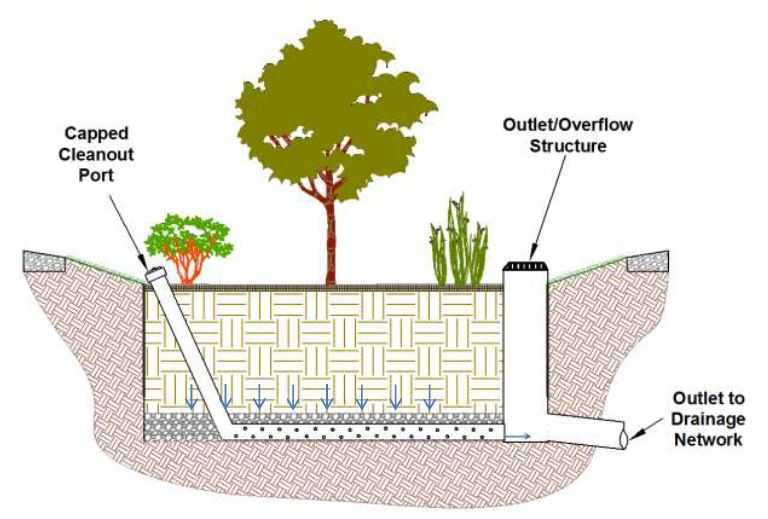 Capped
Cleanout
Port
Outlet/Overflow
Structure
Outlet to
Drainage
Network